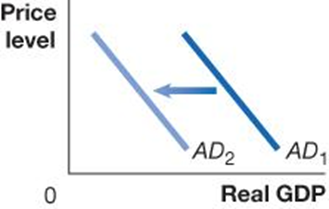 Price
level
AD2
AD1
0
Real GDP